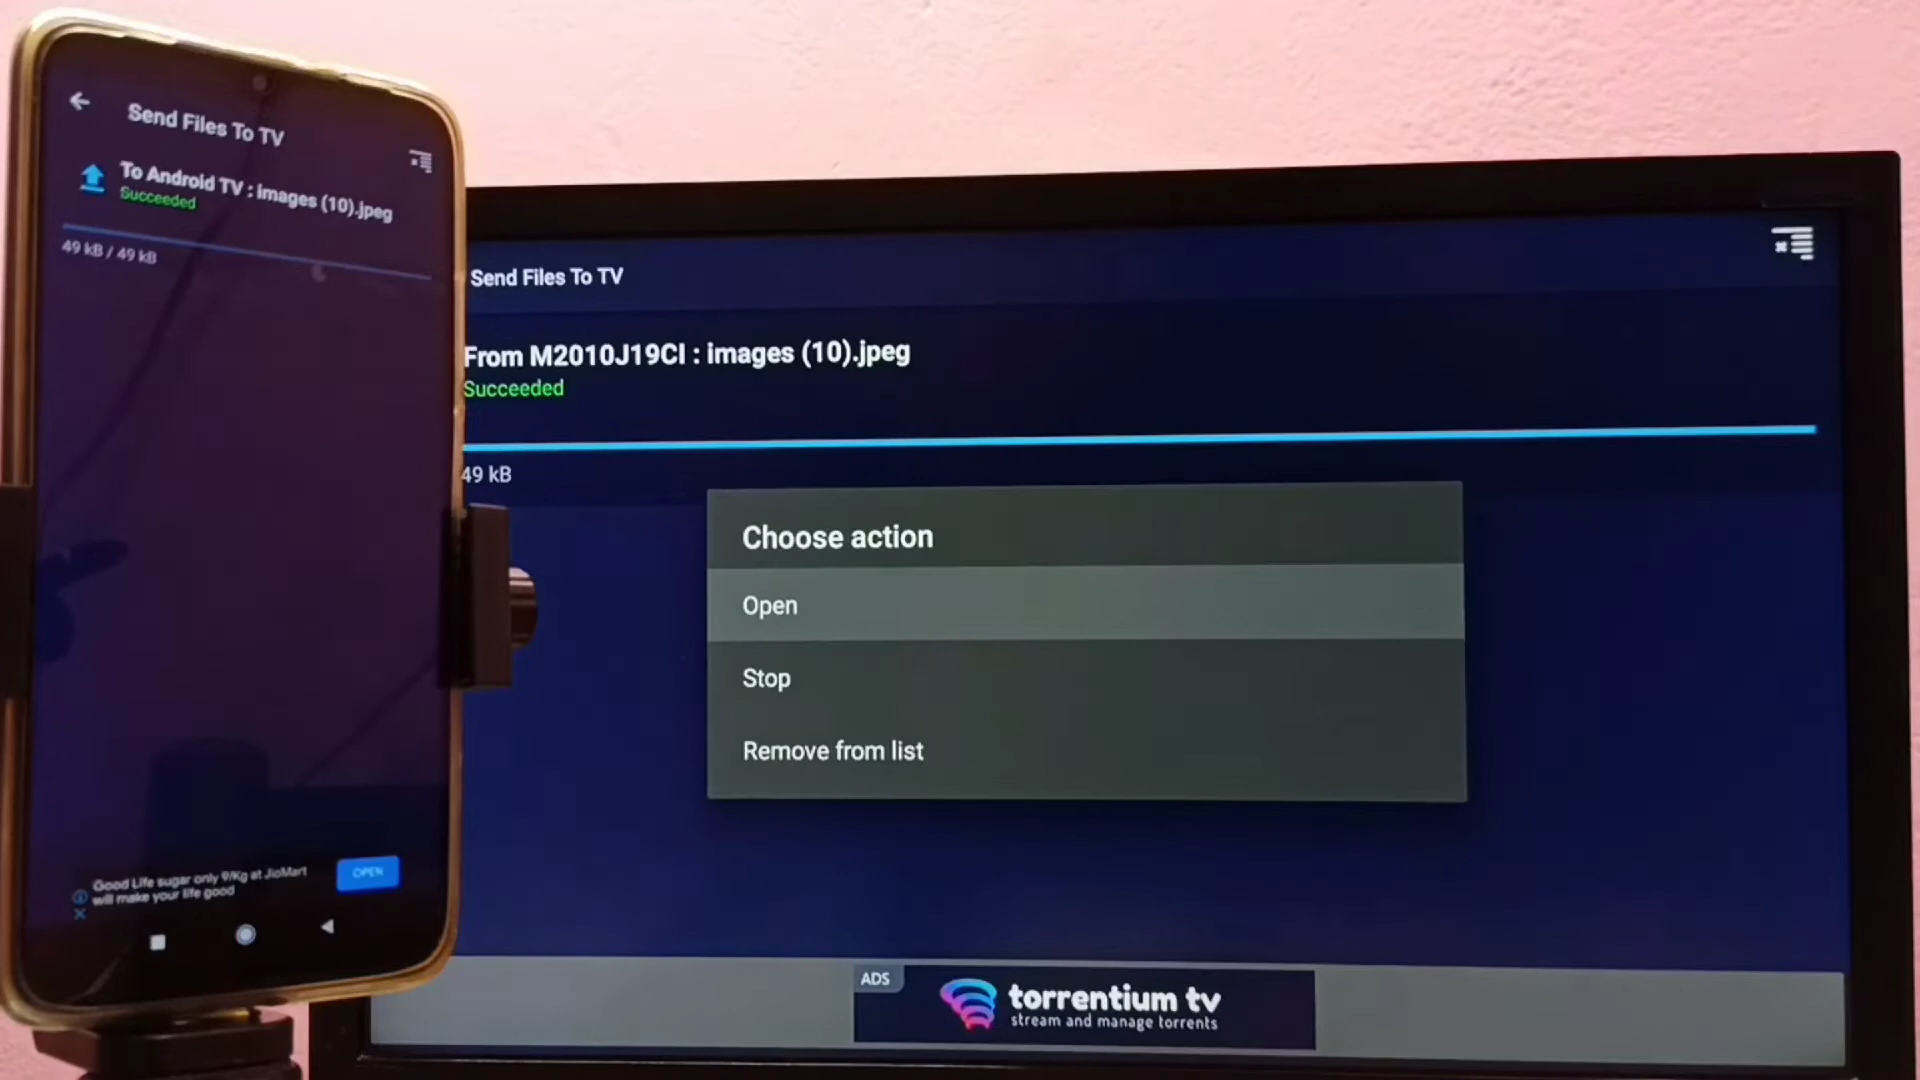 Send Files To TV
To Android TV : images (10).jpeg
Succeeded
49 kB / 49 kB
Good Life sugar only 9/Kg at JioMart
will make your life good
OPEN
Send Files To TV
From M2010J19CI : images (10).jpeg
Succeeded
49 kB
Choose action
Open
Stop
Remove from list
ADS
torrentium tv
stream and manage torrents